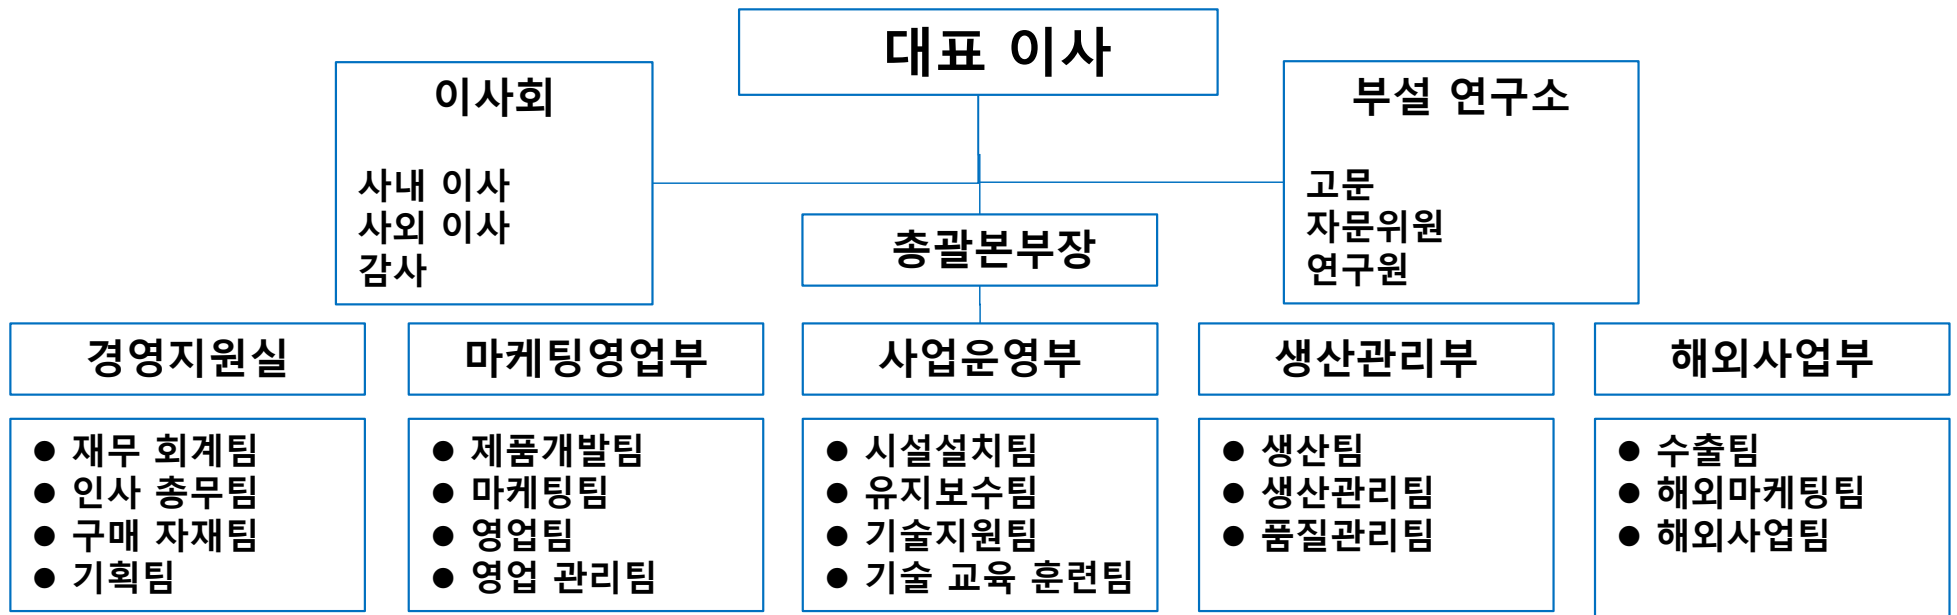 대표 이사
이사회
사내 이사
사외 이사
감사
부설 연구소
고문
자문위원
연구원
총괄본부장
경영지원실
마케팅영업부
사업운영부
생산관리부
해외사업부
● 재무 회계팀
● 인사 총무팀
● 구매 자재팀
● 기획팀
● 제품개발팀
● 마케팅팀
● 영업팀
● 영업 관리팀
● 시설설치팀
● 유지보수팀
● 기술지원팀
● 기술 교육 훈련팀
● 생산팀
● 생산관리팀
● 품질관리팀
● 수출팀
● 해외마케팅팀
● 해외사업팀